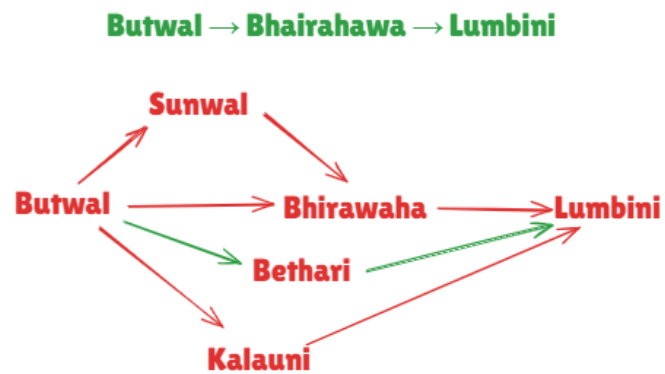 Butwal → Bhairahawa → Lumbini
Sunwal
Butwal
Bhirawaha
Lumbini
Bethari
Kalauni